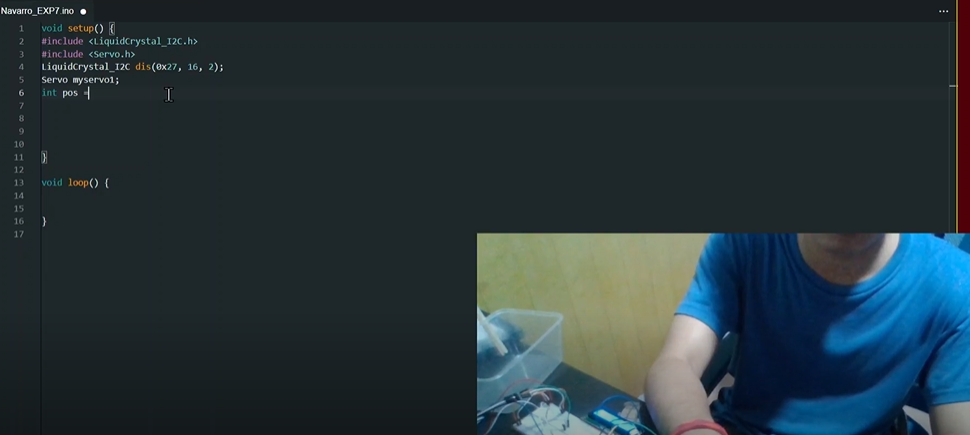 Navarro_EXP7.ino
1 void setup() {
2 #include <LiquidCrystal_I2C.h>
3 #include <Servo.h>
4 LiquidCrystal_I2C dis(0x27, 16, 2);
5 Servo myservo1;
6 int pos =
7
8
9
10
11 }
12
13 void loop() {
14
15
16 }
17